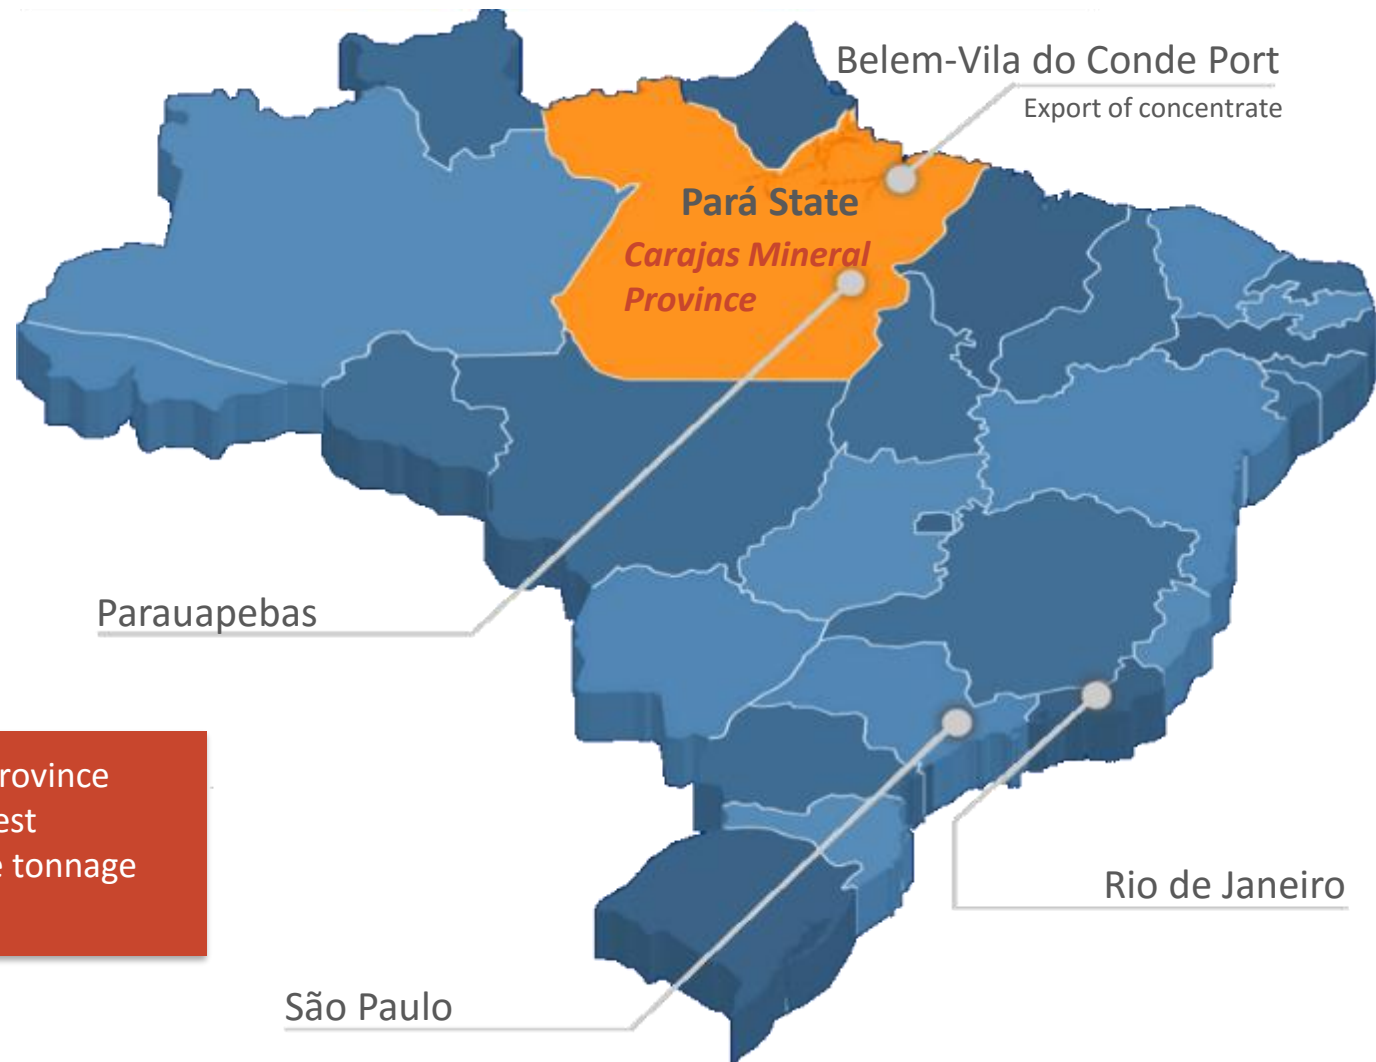 Belem-Vila do Conde Port
Export of concentrate
Pará State
Carajas Mineral
Province
Parauapebas
rovince
est
tonnage
Rio de Janeiro
São Paulo